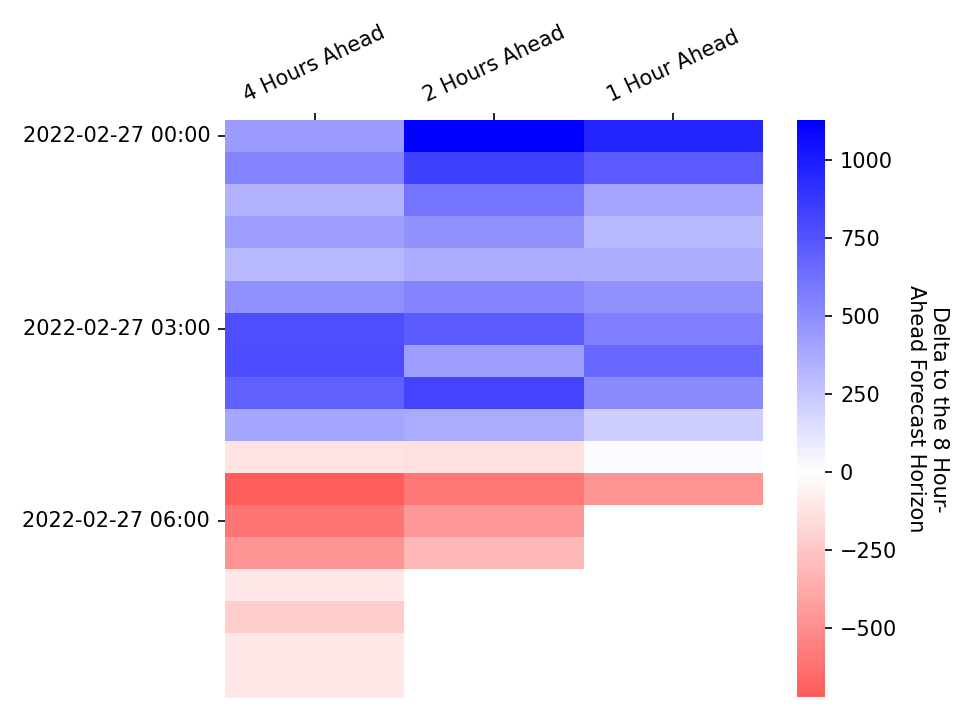 4 Hours Ahead
2 Hours Ahead
1 Hour Ahead
2022-02-27 00:00
2022-02-27 03:00
2022-02-27 06:00
1000
750
500
250
0
−250
−500
Delta to the 8 Hour-
Ahead Forecast Horizon